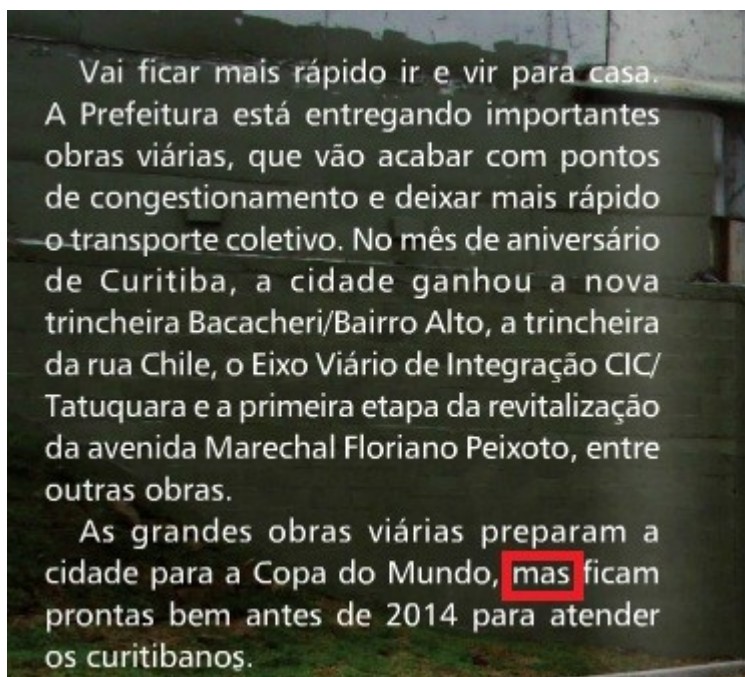 Vai ficar mais rápido ir e vir para casa.
A Prefeitura está entregando importantes
obras viárias, que vão acabar com pontos
de congestionamento e deixar mais rápido
o transporte coletivo. No mês de aniversário
de Curitiba, a cidade ganhou a nova
trincheira Bacacheri/Bairro Alto, a trincheira
da rua Chile, o Eixo Viário de Integração CIC/
Tatuquara e a primeira etapa da revitalização
da avenida Marechal Floriano Peixoto, entre
outras obras.
As grandes obras viárias preparam a
cidade para a Copa do Mundo, mas ficam
prontas bem antes de 2014 para atender
os curitibanos.